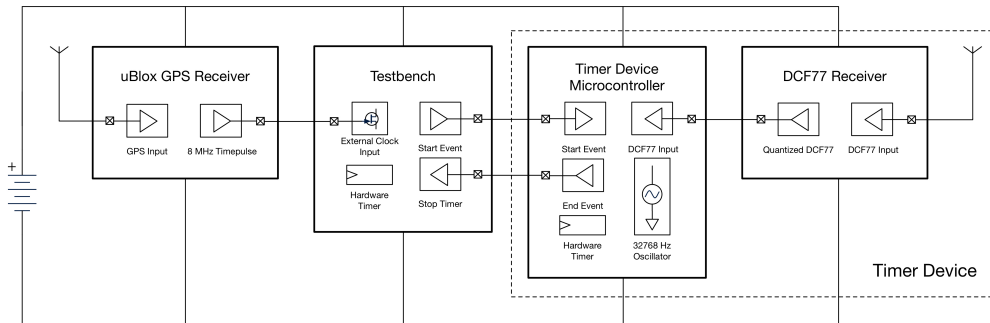 uBlox GPS Receiver
GPS Input
8 MHz Timepulse
Testbench
External Clock
Input
Start Event
Hardware
Timer
Stop Timer
Timer Device
Microcontroller
Start Event
DCF77 Input
End Event
Hardware
Timer
32768 Hz
Oscillator
DCF77 Receiver
Quantized DCF77
DCF77 Input
Timer Device
+